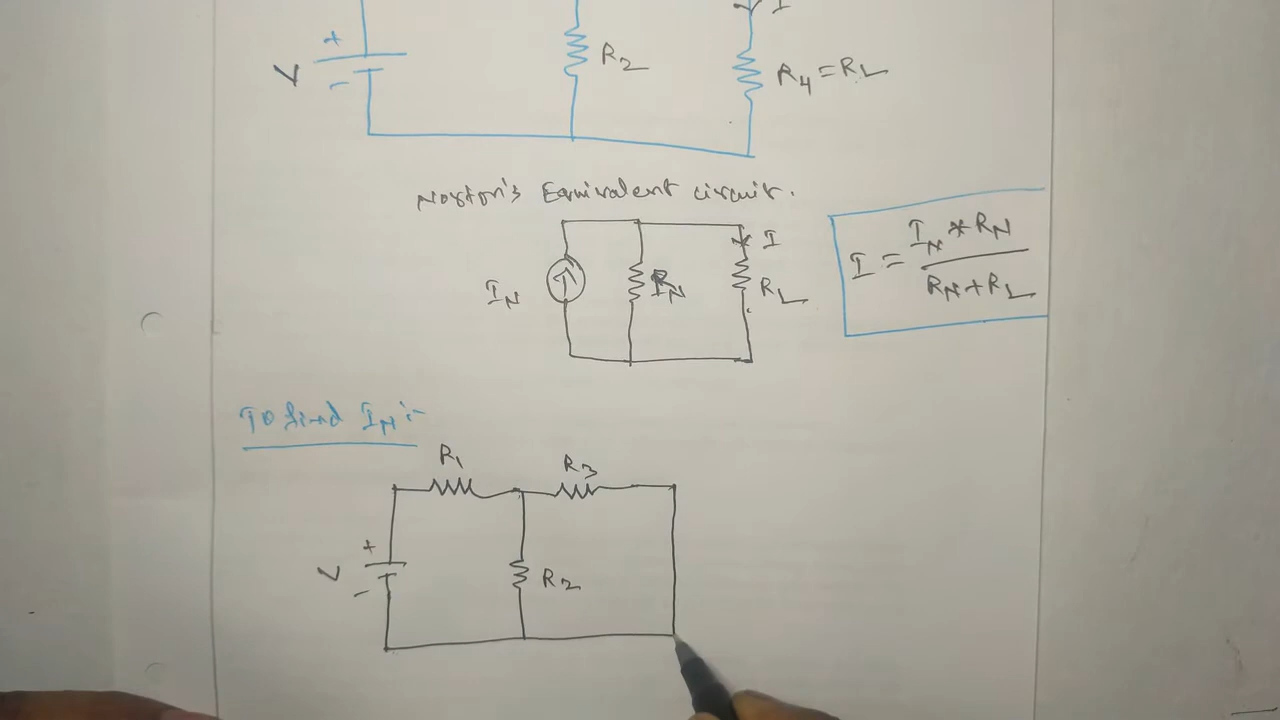 I
+
V
-
R2
R4 = RL
Norton's Equivalent circuit.
I
IN
RN
RL
I = IN * RN / RN + RL
To find IN :-
R1
R3
+
V
-
R2